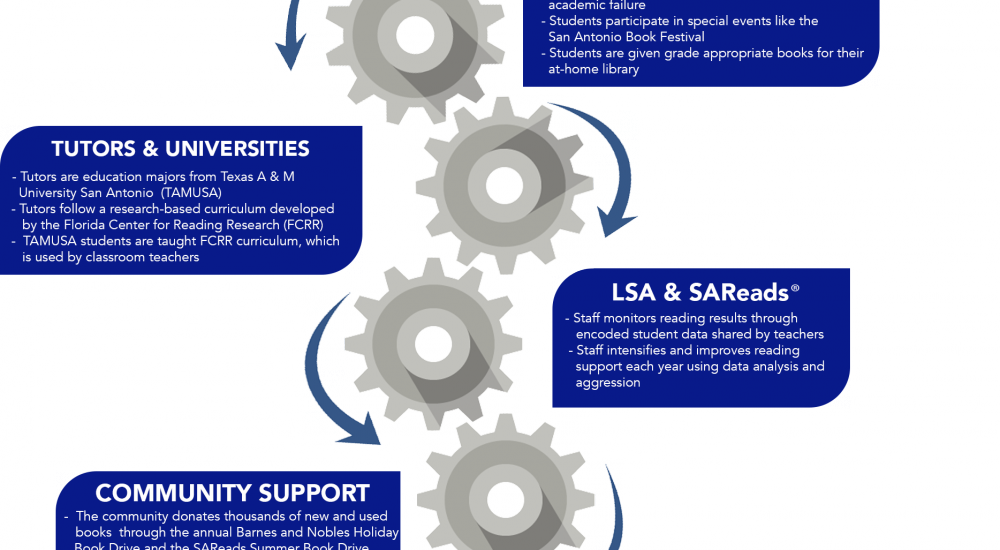 academic failure
- Students participate in special events like the
San Antonio Book Festival
- Students are given grade appropriate books for their
at-home library
TUTORS & UNIVERSITIES
- Tutors are education majors from Texas A & M
University San Antonio (TAMUSA)
- Tutors follow a research-based curriculum developed
by the Florida Center for Reading Research (FCRR)
- TAMUSA students are taught FCRR curriculum, which
is used by classroom teachers
LSA & SAReads®
- Staff monitors reading results through
encoded student data shared by teachers
- Staff intensifies and improves reading
support each year using data analysis and
aggression
COMMUNITY SUPPORT
- The community donates thousands of new and used
books through the annual Barnes and Nobles Holiday
Book Drive and the SAReads Summer Book Drive